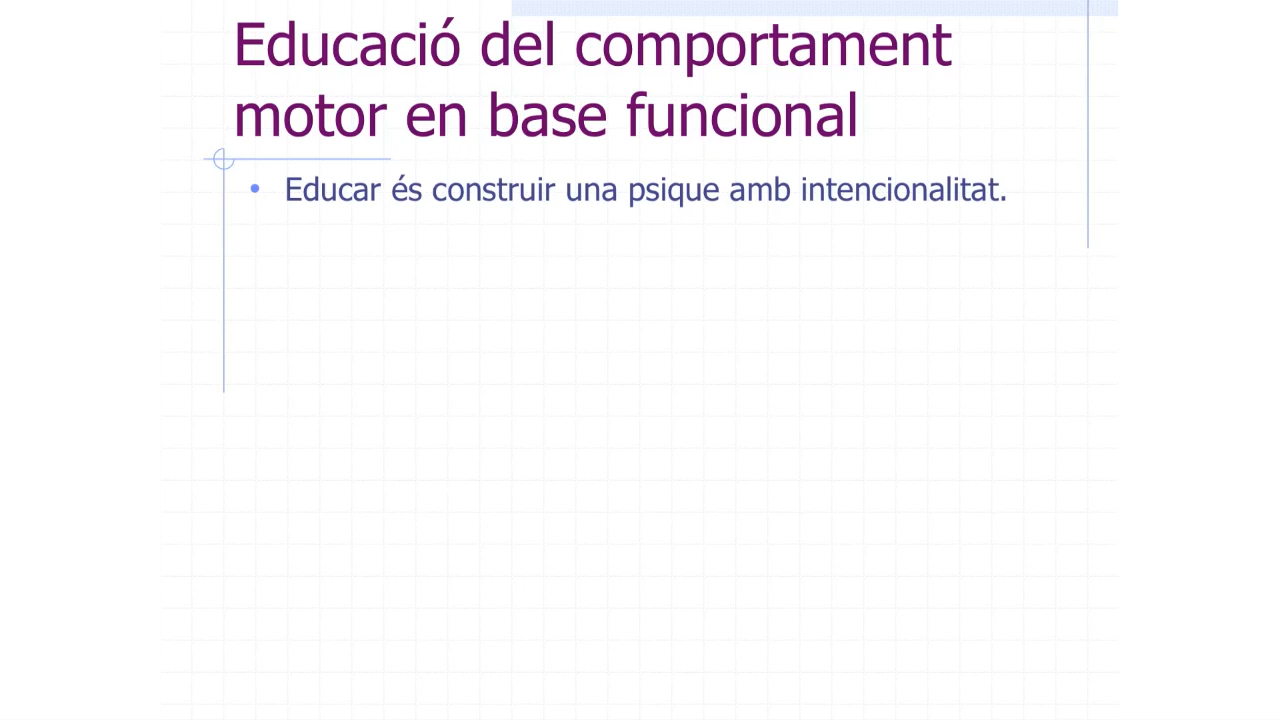 Educació del comportament
motor en base funcional
• Educar és construir una psique amb intencionalitat.